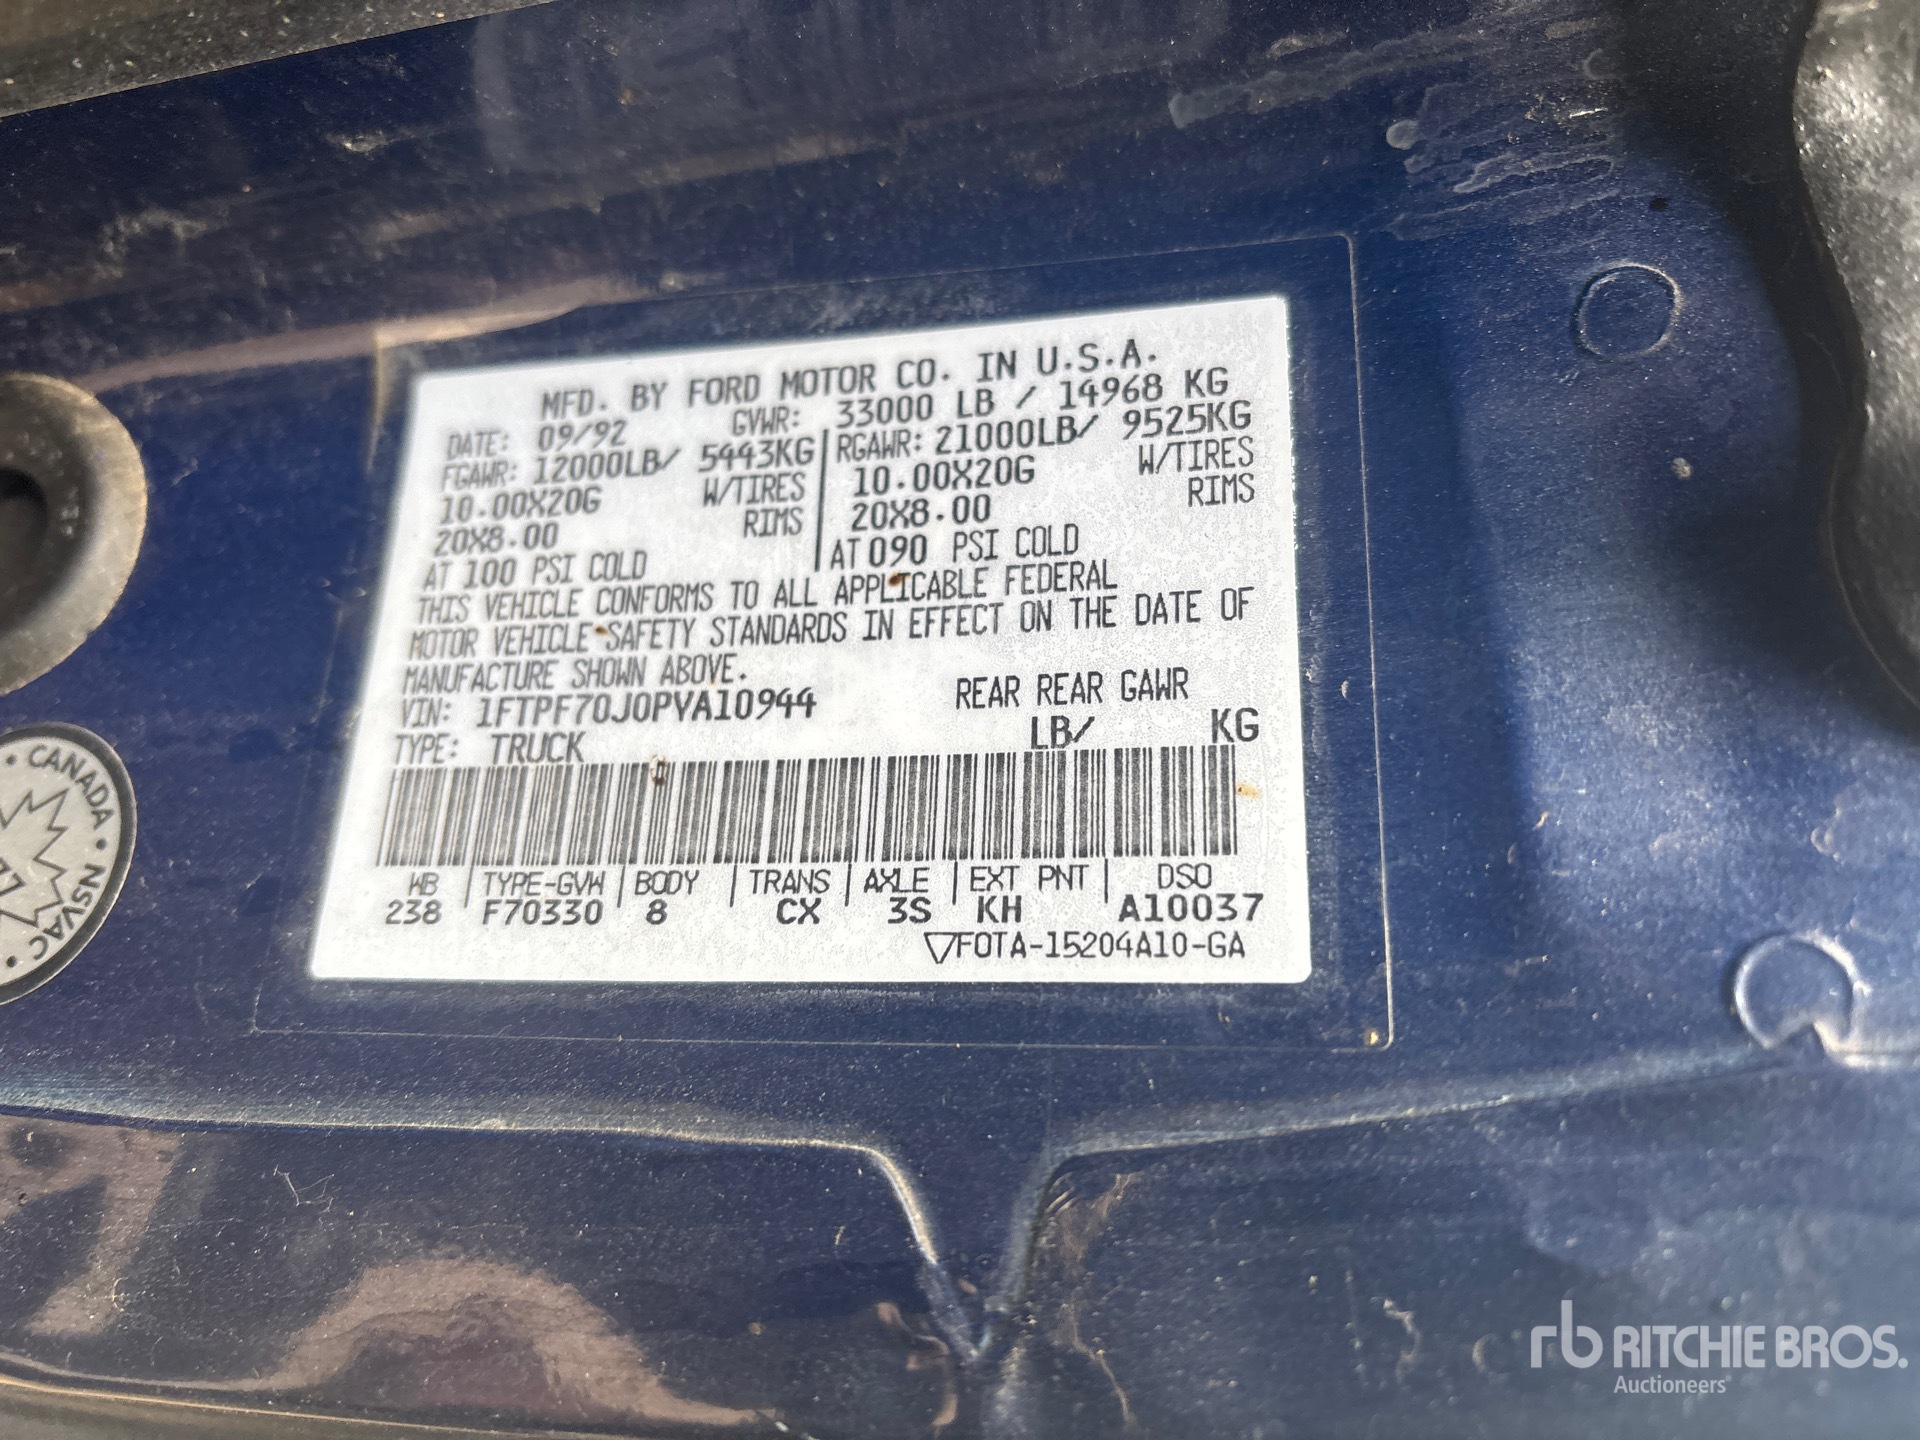 MFD. BY FORD MOTOR CO. IN U.S.A.
DATE: 09/92 GVWR: 33000 LB / 14968 KG
FGAWR: 12000LB/ 5443KG RGAWR: 21000LB/ 9525KG
10.00X20G W/TIRES 10.00X20G W/TIRES
20X8.00 RIMS 20X8.00 RIMS
AT 100 PSI COLD AT 090 PSI COLD
THIS VEHICLE CONFORMS TO ALL APPLICABLE FEDERAL
MOTOR VEHICLE SAFETY STANDARDS IN EFFECT ON THE DATE OF
MANUFACTURE SHOWN ABOVE.
VIN: 1FTPF70J0PVA10944 REAR REAR GAWR
TYPE: TRUCK LB/ KG
WB TYPE-GVW BODY TRANS AXLE EXT PNT DSO
238 F70330 8 CX 3S KH A10037
F0TA-15204A10-GA
• CANADA • NSVAC •
rb RITCHIE BROS.
Auctioneers